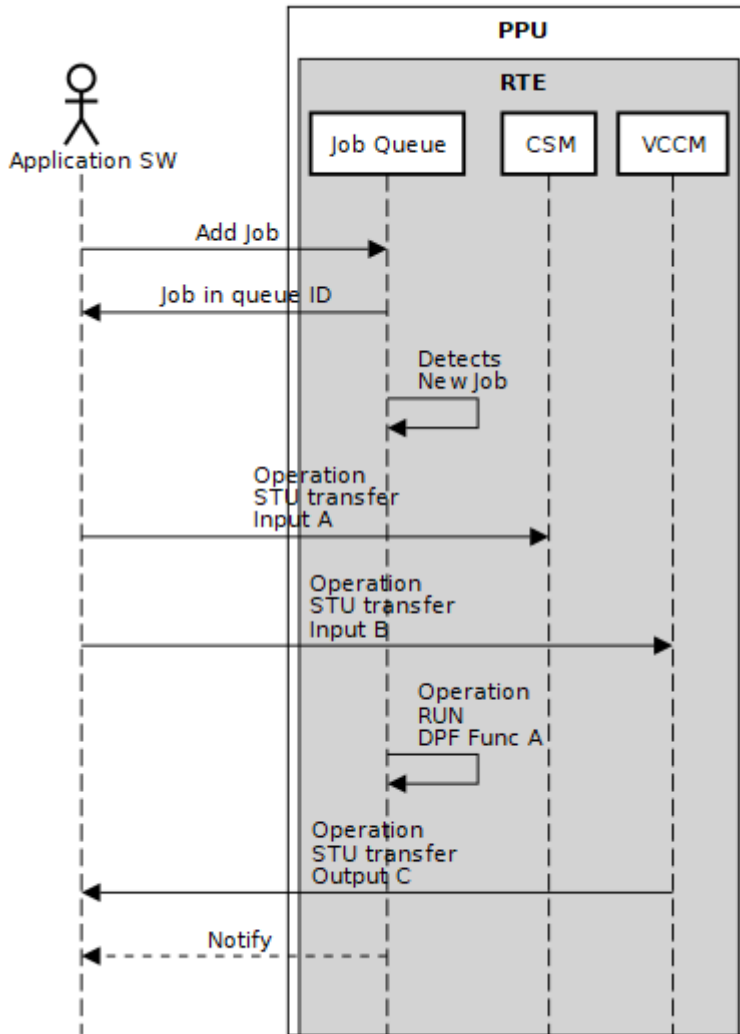 PPU
RTE
Application SW
Job Queue
CSM
VCCM
Add Job
Job in queue ID
Detects
New Job
Operation
STU transfer
Input A
Operation
STU transfer
Input B
Operation
RUN
DPF Func A
Operation
STU transfer
Output C
Notify